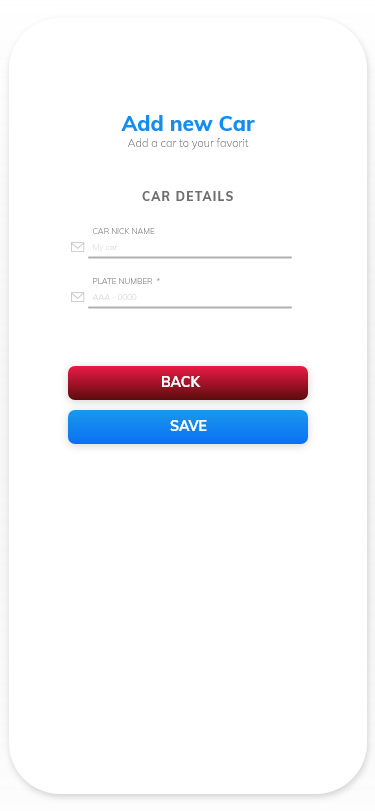 Add new Car
Add a car to your favorit
CAR DETAILS
CAR NICK NAME
My car
PLATE NUMBER *
AAA - 0000
BACK
SAVE